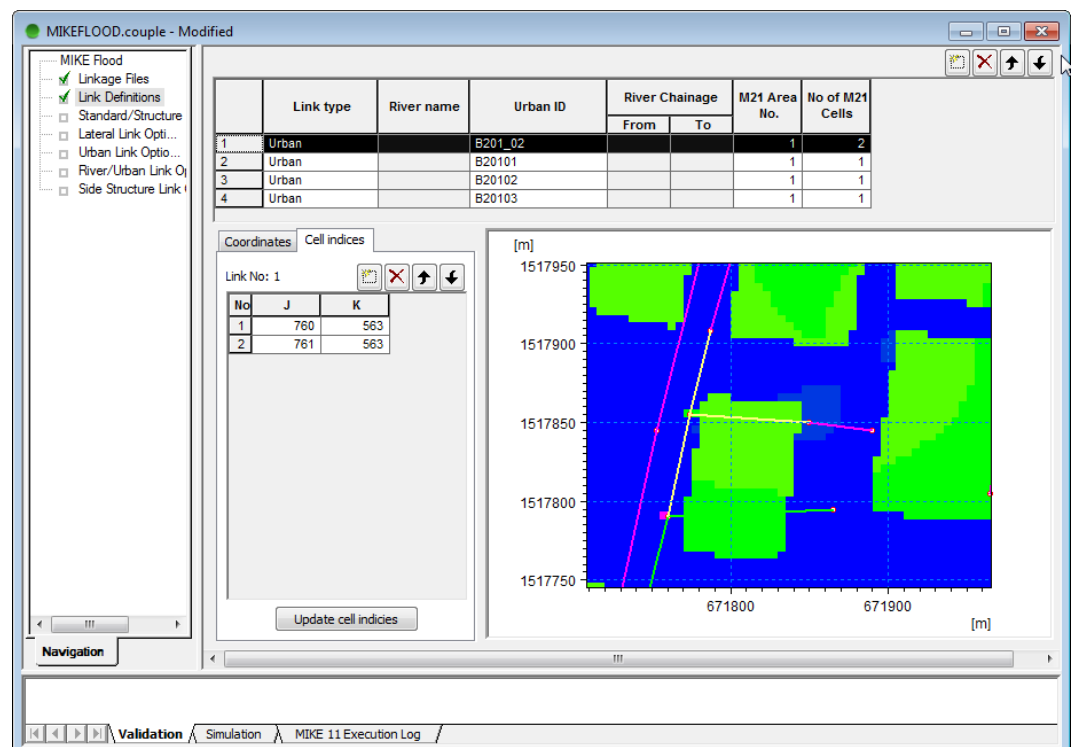 MIKEFLOOD.couple - Modified
MIKE Flood
Linkage Files
Link Definitions
Standard/Structure
Lateral Link Opti...
Urban Link Optio...
River/Urban Link O
Side Structure Link
Link type River name Urban ID River Chainage M21 Area No. No of M21 Cells
From To
1 Urban B201_02 1 2
2 Urban B20101 1 1
3 Urban B20102 1 1
4 Urban B20103 1 1
Coordinates Cell indices
Link No: 1
No J K
1 760 563
2 761 563
Update cell indicies
[m]
1517950
1517900
1517850
1517800
1517750
671800 671900
[m]
Navigation
Validation Simulation MIKE 11 Execution Log